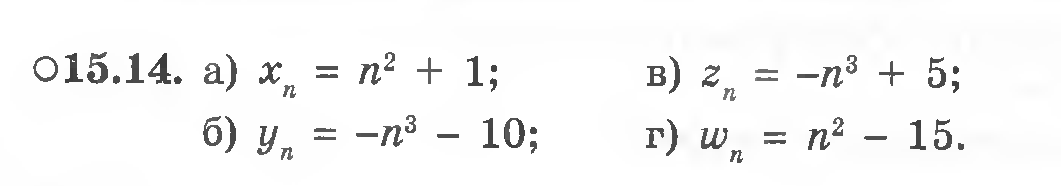 ○15.14. а) xₙ = n² + 1; в) zₙ = –n³ + 5;
б) yₙ = –n³ – 10; г) wₙ = n² – 15.